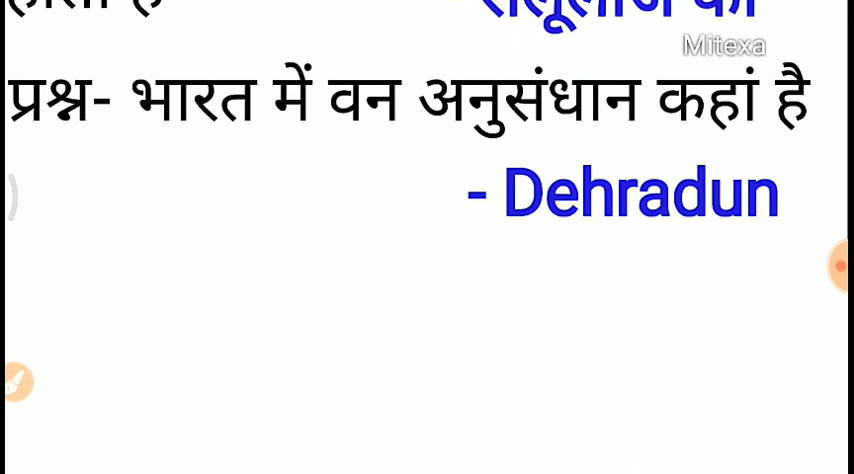 Mitexa
प्रश्न- भारत में वन अनुसंधान कहां है
- Dehradun